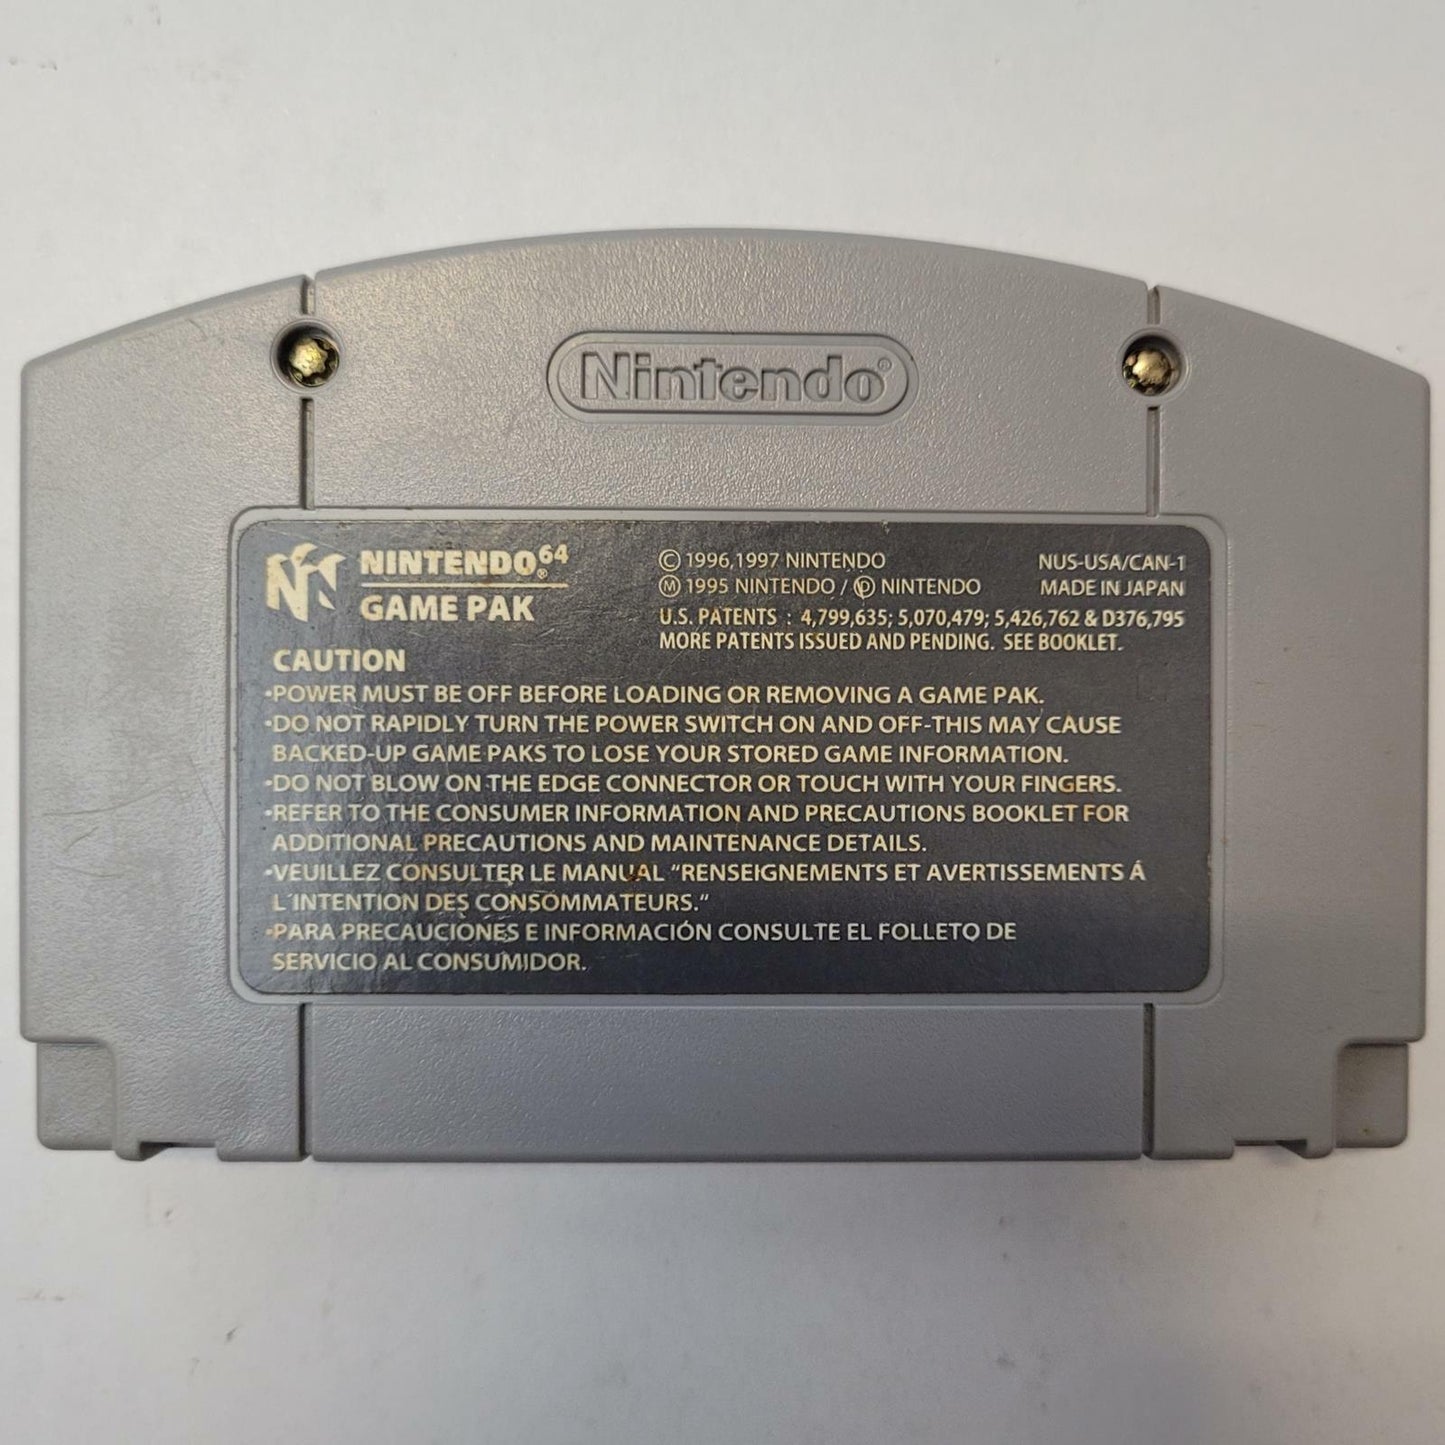 Nintendo®
NINTENDO®64
GAME PAK
© 1996,1997 NINTENDO
Ⓜ 1995 NINTENDO / Ⓟ NINTENDO
NUS-USA/CAN-1
MADE IN JAPAN
U.S. PATENTS : 4,799,635; 5,070,479; 5,426,762 & D376,795
MORE PATENTS ISSUED AND PENDING. SEE BOOKLET.
CAUTION
•POWER MUST BE OFF BEFORE LOADING OR REMOVING A GAME PAK.
•DO NOT RAPIDLY TURN THE POWER SWITCH ON AND OFF-THIS MAY CAUSE
BACKED-UP GAME PAKS TO LOSE YOUR STORED GAME INFORMATION.
•DO NOT BLOW ON THE EDGE CONNECTOR OR TOUCH WITH YOUR FINGERS.
•REFER TO THE CONSUMER INFORMATION AND PRECAUTIONS BOOKLET FOR
ADDITIONAL PRECAUTIONS AND MAINTENANCE DETAILS.
•VEUILLEZ CONSULTER LE MANUAL "RENSEIGNEMENTS ET AVERTISSEMENTS Á
L'INTENTION DES CONSOMMATEURS."
•PARA PRECAUCIONES E INFORMACIÓN CONSULTE EL FOLLETO DE
SERVICIO AL CONSUMIDOR.